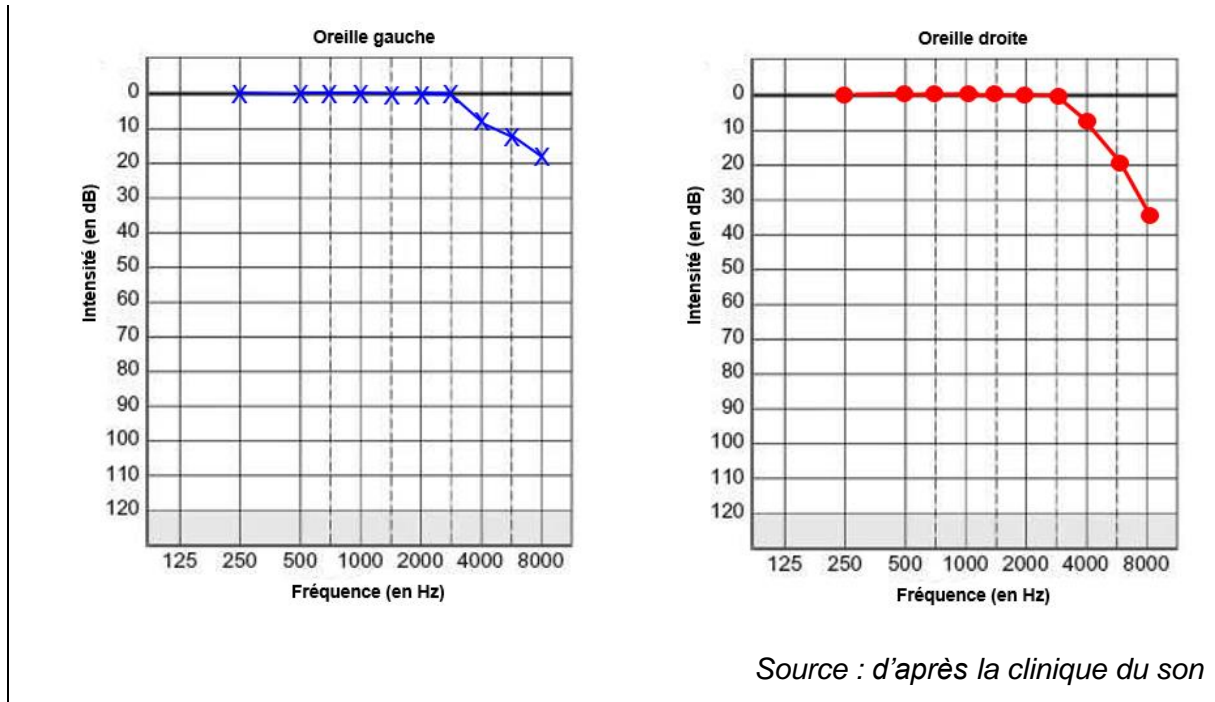 Oreille gauche
0
10
20
30
40
50
60
70
80
90
100
110
120
Intensité (en dB)
125 250 500 1000 2000 4000 8000
Fréquence (en Hz)
Oreille droite
0
10
20
30
40
50
60
70
80
90
100
110
120
Intensité (en dB)
125 250 500 1000 2000 4000 8000
Fréquence (en Hz)
Source : d’après la clinique du son